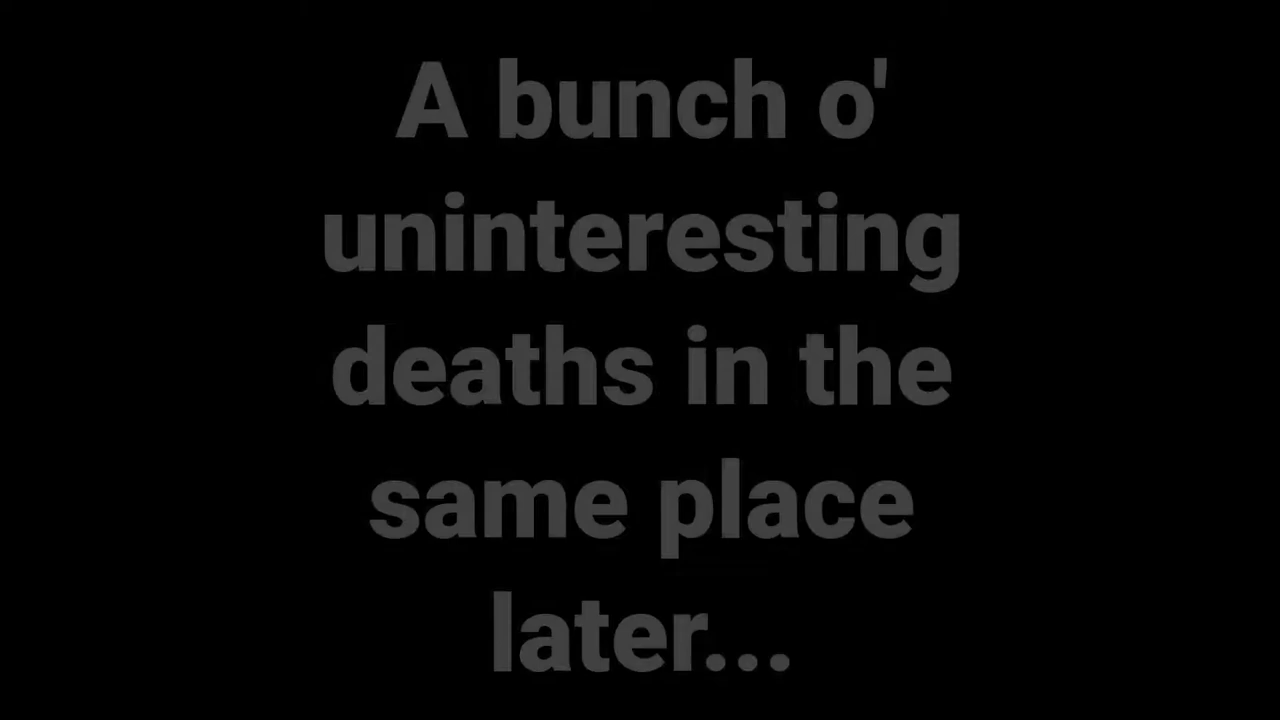 A bunch o'
uninteresting
deaths in the
same place
later...